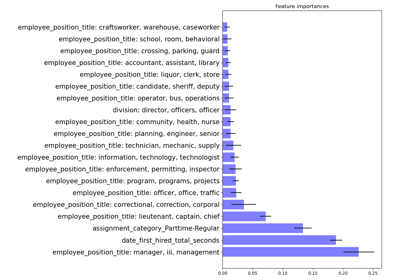 Feature importances
employee_position_title: craftsworker, warehouse, caseworker
employee_position_title: school, room, behavioral
employee_position_title: crossing, parking, guard
employee_position_title: accountant, assistant, library
employee_position_title: liquor, clerk, store
employee_position_title: candidate, sheriff, deputy
employee_position_title: operator, bus, operations
division: director, officers, officer
employee_position_title: community, health, nurse
employee_position_title: planning, engineer, senior
employee_position_title: technician, mechanic, supply
employee_position_title: information, technology, technologist
employee_position_title: enforcement, permitting, inspector
employee_position_title: program, programs, projects
employee_position_title: officer, office, traffic
employee_position_title: correctional, correction, corporal
employee_position_title: lieutenant, captain, chief
assignment_category_Parttime-Regular
date_first_hired_total_seconds
employee_position_title: manager, iii, management
0.00 0.05 0.10 0.15 0.20 0.25